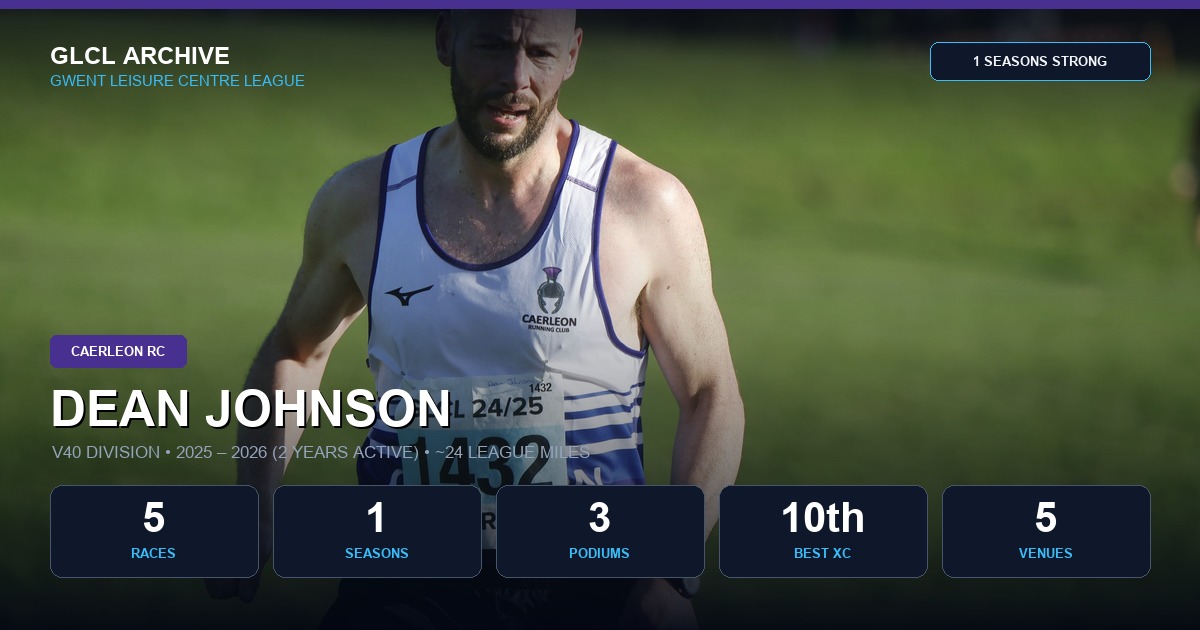 GLCL ARCHIVE
GWENT LEISURE CENTRE LEAGUE
1 SEASONS STRONG
CAERLEON
RUNNING CLUB
CAERLEON RC
1432
CL 24/25
DEAN JOHNSON
1432
V40 DIVISION • 2025 – 2026 (2 YEARS ACTIVE) • ~24 LEAGUE MILES
5
RACES
1
SEASONS
3
PODIUMS
10th
BEST XC
5
VENUES